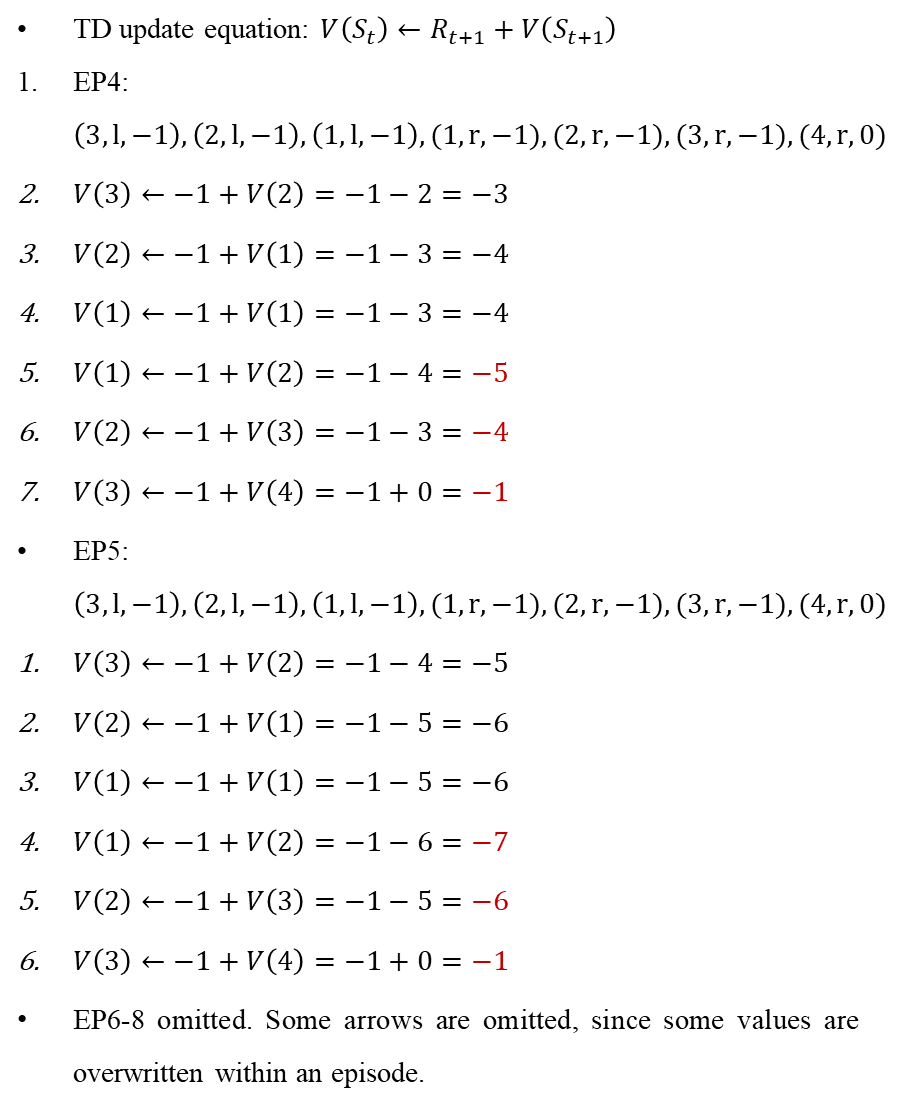 • TD update equation: V(Sₜ) ← Rₜ₊₁ + V(Sₜ₊₁)
1. EP4:
(3, l, −1), (2, l, −1), (1, l, −1), (1, r, −1), (2, r, −1), (3, r, −1), (4, r, 0)
2. V(3) ← −1 + V(2) = −1 − 2 = −3
3. V(2) ← −1 + V(1) = −1 − 3 = −4
4. V(1) ← −1 + V(1) = −1 − 3 = −4
5. V(1) ← −1 + V(2) = −1 − 4 = −5
6. V(2) ← −1 + V(3) = −1 − 3 = −4
7. V(3) ← −1 + V(4) = −1 + 0 = −1
• EP5:
(3, l, −1), (2, l, −1), (1, l, −1), (1, r, −1), (2, r, −1), (3, r, −1), (4, r, 0)
1. V(3) ← −1 + V(2) = −1 − 4 = −5
2. V(2) ← −1 + V(1) = −1 − 5 = −6
3. V(1) ← −1 + V(1) = −1 − 5 = −6
4. V(1) ← −1 + V(2) = −1 − 6 = −7
5. V(2) ← −1 + V(3) = −1 − 5 = −6
6. V(3) ← −1 + V(4) = −1 + 0 = −1
• EP6-8 omitted. Some arrows are omitted, since some values are
overwritten within an episode.